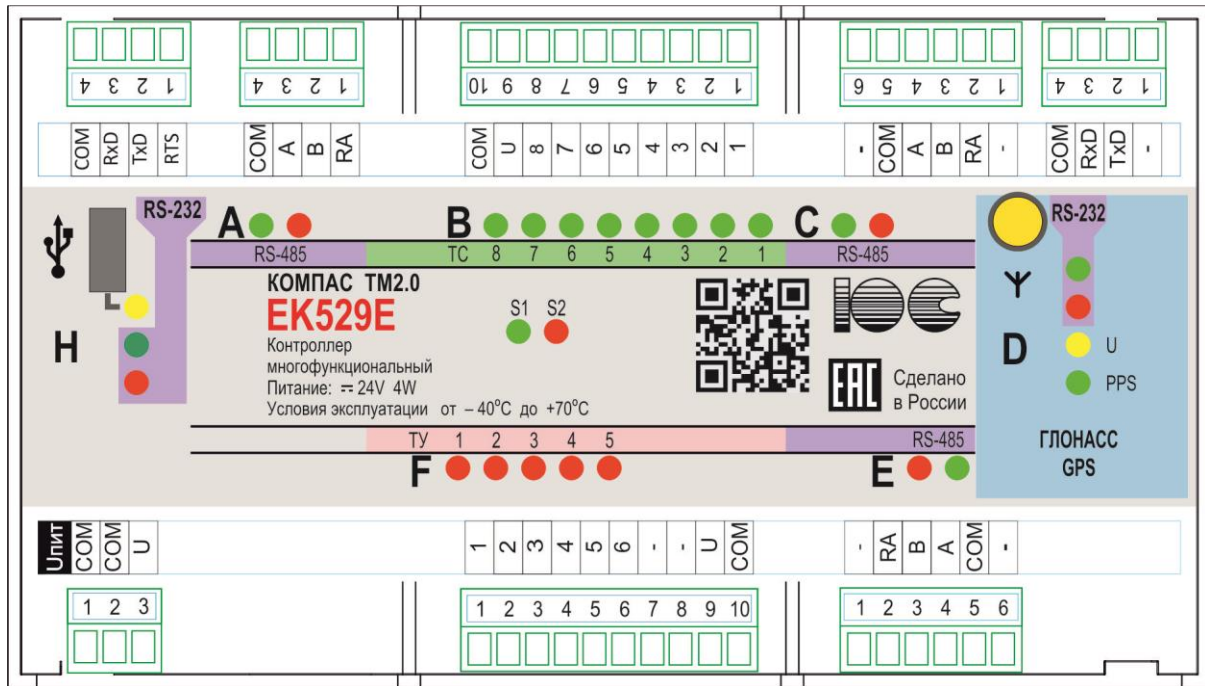 4 3 2 1
4 3 2 1
10 9 8 7 6 5 4 3 2 1
6 5 4 3 2 1
4 3 2 1
COM RxD TxD RTS
COM A B RA
COM U 8 7 6 5 4 3 2 1
- COM A B RA -
COM RxD TxD -
RS-232
A
B
C
RS-232
RS-485
ТС 8 7 6 5 4 3 2 1
RS-485
КОМПАС ТМ2.0
EK529E
Контроллер
многофункциональный
Питание: 24V 4W
Условия эксплуатации от – 40°C до +70°C
S1 S2
ЮС
EAC
Сделано
в России
H
D
U
PPS
ГЛОНАСС
GPS
ТУ 1 2 3 4 5
RS-485
F
E
Uпит COM COM U
1 2 3 4 5 6 - - U COM
- RA B A COM -
1 2 3
1 2 3 4 5 6 7 8 9 10
1 2 3 4 5 6